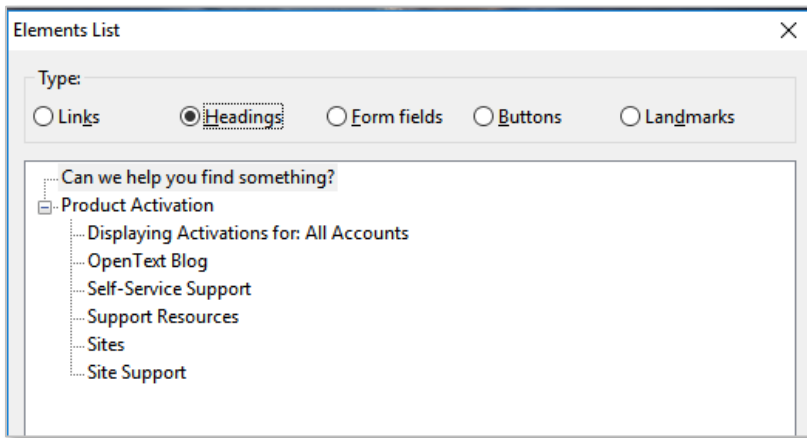 Elements List
Type:
Links Headings Form fields Buttons Landmarks
Can we help you find something?
Product Activation
Displaying Activations for: All Accounts
OpenText Blog
Self-Service Support
Support Resources
Sites
Site Support